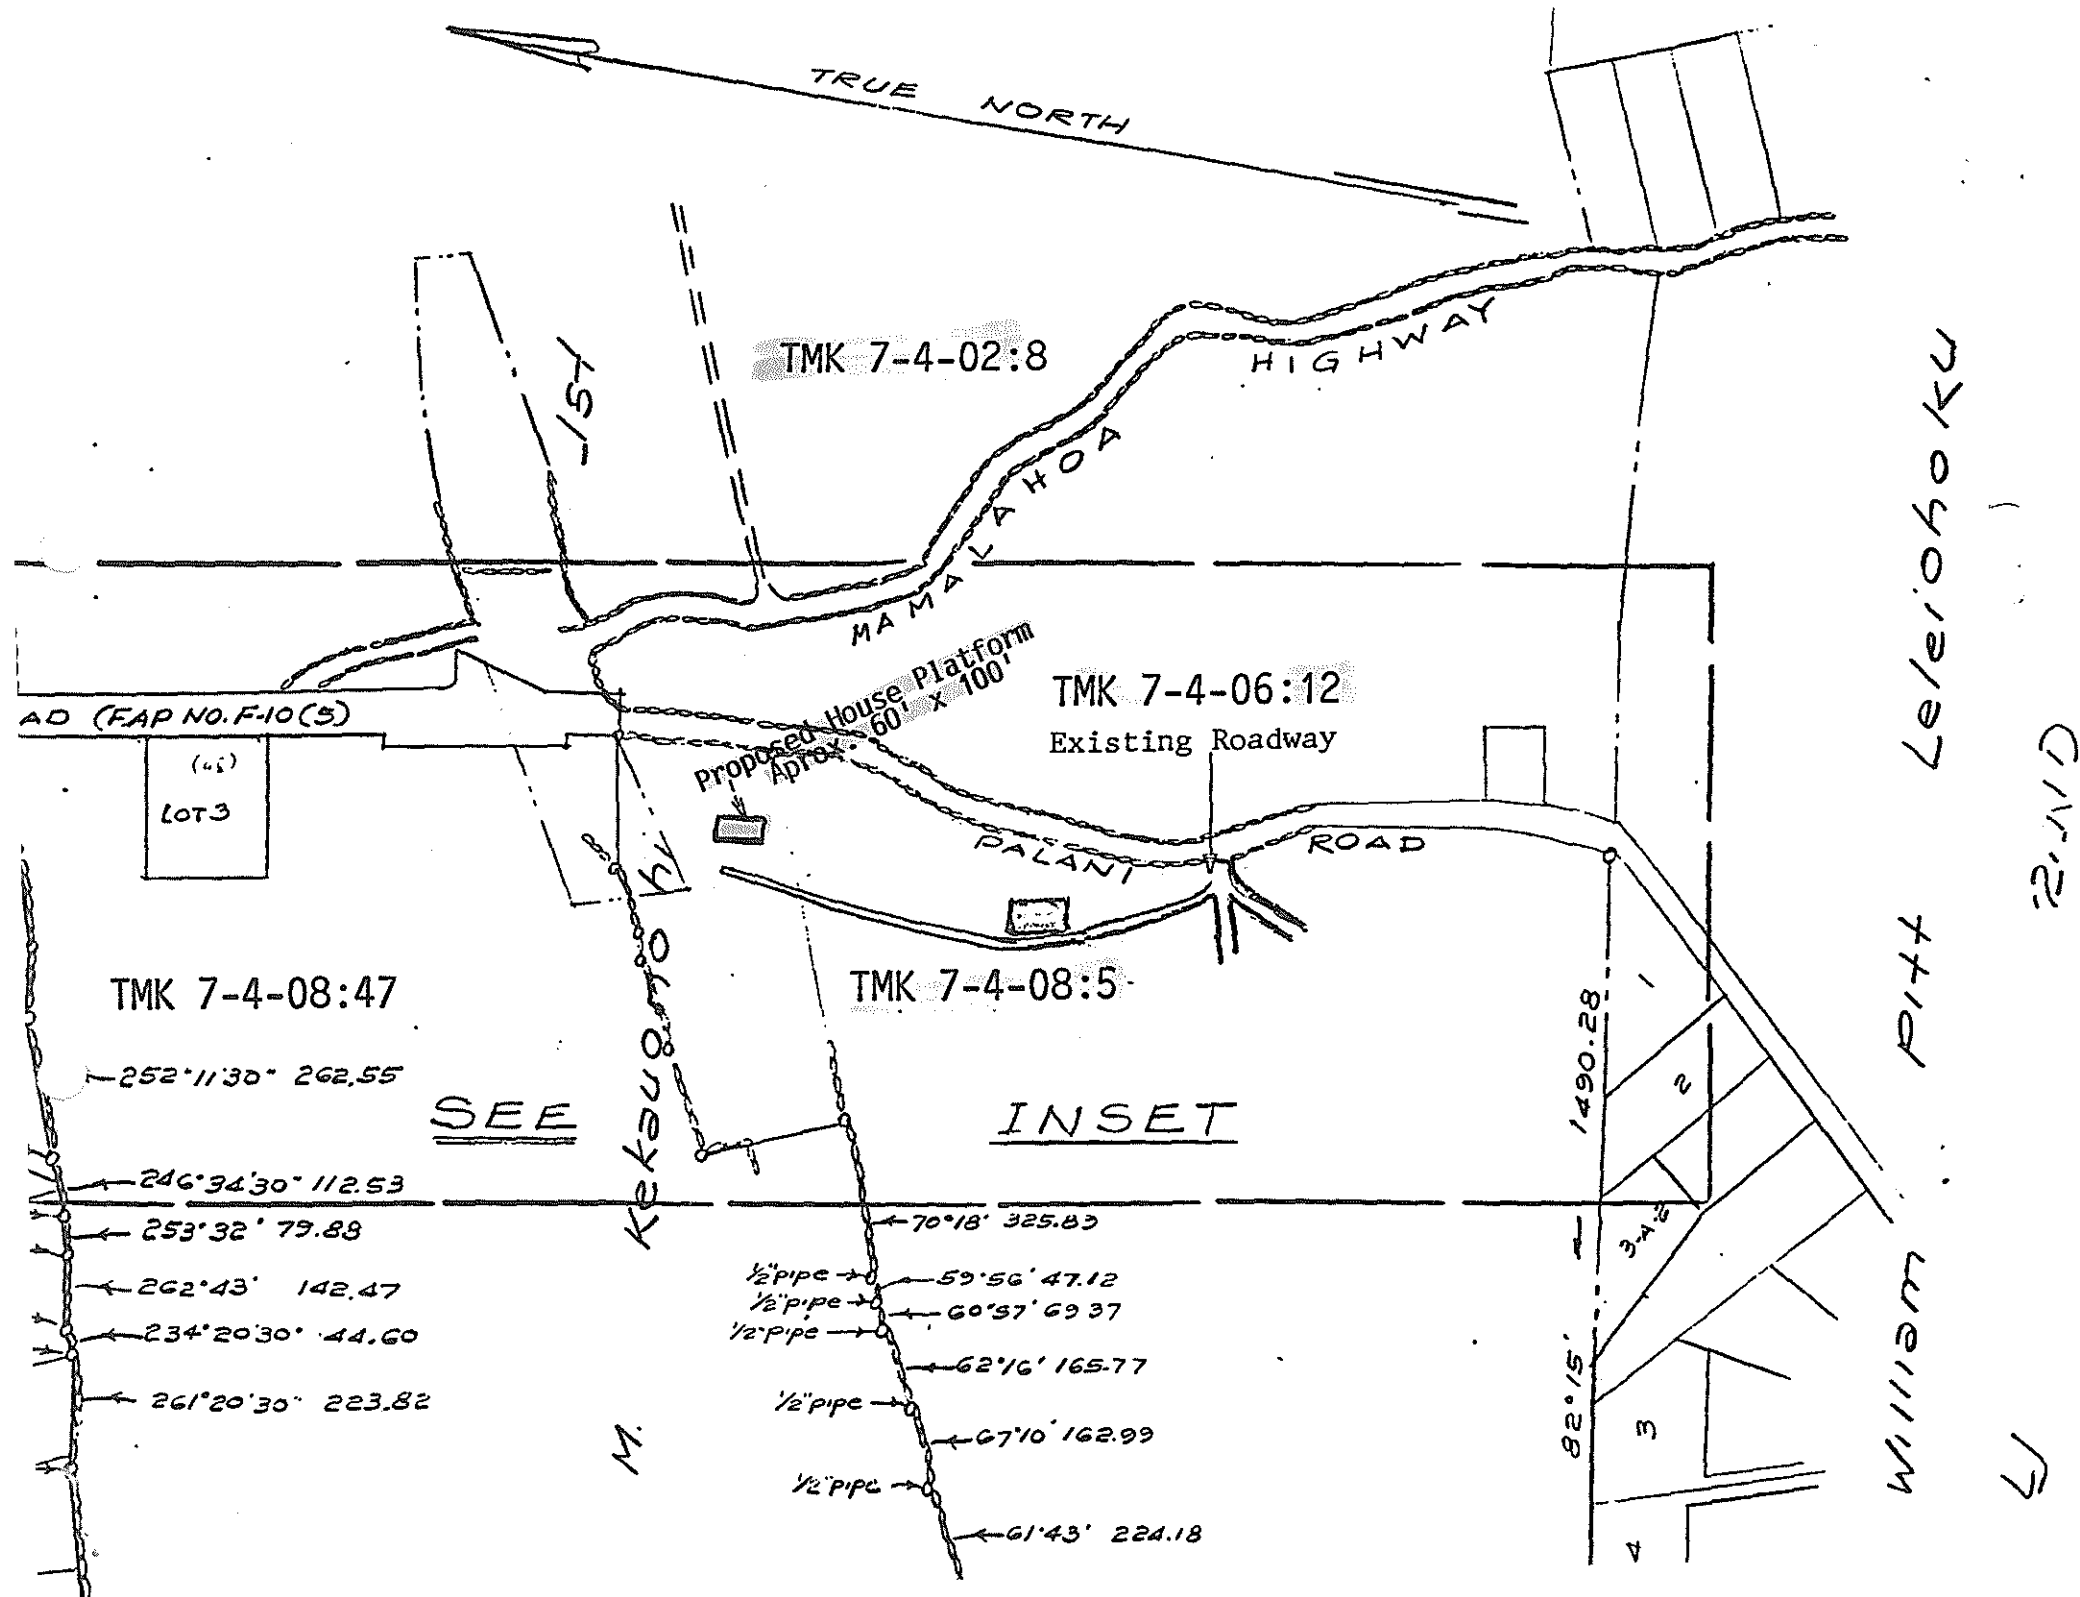 TRUE NORTH
TMK 7-4-02:8
MAMALAHOA HIGHWAY
Proposed House Platform
Aprox. 60' x 100'
TMK 7-4-06:12
Existing Roadway
AD (FAP NO. F-10(5)
LOT 3
PALANI ROAD
TMK 7-4-08:47
TMK 7-4-08:5
252°11'30" 262.55
SEE INSET
246°34'30" 112.53
253°32' 79.88
262°43' 142.47
234°20'30" 44.60
261°20'30" 223.82
70°18' 325.83
1/2" pipe
59°56' 47.12
1/2" pipe
60°57' 69 37
1/2" pipe
62°16' 165.77
1/2" pipe
67°10' 162.99
1/2" pipe
61°43' 224.18
M. Kekauono hi
82°15' 1490.28
1
2
3-A-2
3
4
William Pitt Leleiohoku